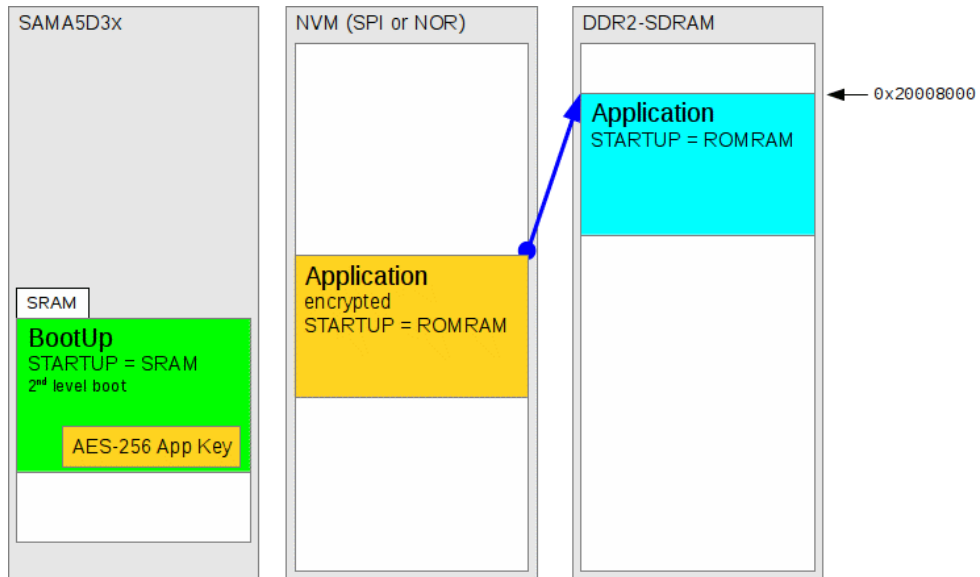 SAMA5D3x
SRAM
BootUp
STARTUP = SRAM
2nd level boot
AES-256 App Key
NVM (SPI or NOR)
Application
encrypted
STARTUP = ROMRAM
DDR2-SDRAM
Application
STARTUP = ROMRAM
0x20008000